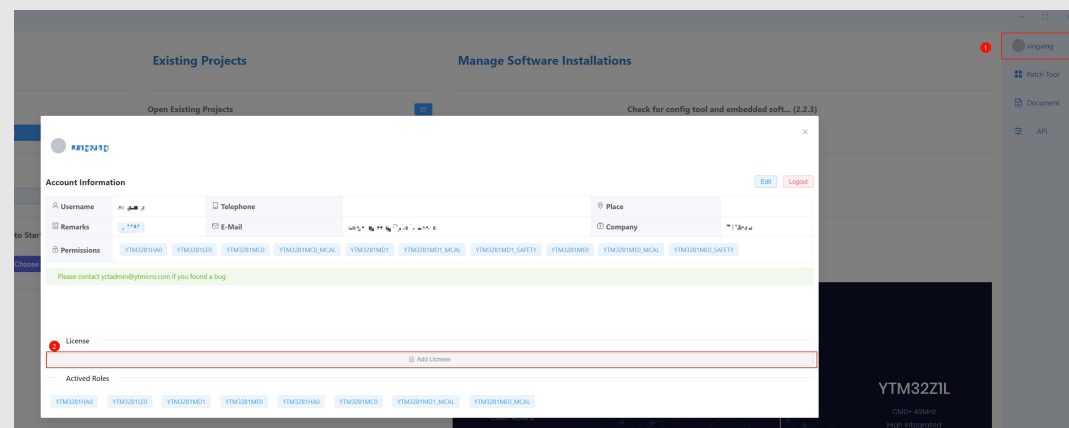 1
xingxing
Existing Projects
Manage Software Installations
Patch Tool
Open Existing Projects
Check for config tool and embedded soft... (2.2.3)
Document
API
Account Information
Edit
Logout
Username
Telephone
Place
to Star
Remarks
E-Mail
Company
Choose
Permissions
YTM32B1HA0 YTM32B1LE0 YTM32B1MC0 YTM32B1MC0_MCAL YTM32B1MD1 YTM32B1MD1_MCAL YTM32B1MD1_SAFETY YTM32B1ME0 YTM32B1ME0_MCAL YTM32B1ME0_SAFETY
Please contact yctadmin@ytmicro.com if you found a bug
License
2
Add Licnese
Actived Roles
YTM32B1HA0 YTM32B1LE0 YTM32B1MD1 YTM32B1ME0 YTM32B1HA0 YTM32B1MC0 YTM32B1MD1_MCAL YTM32B1ME0_MCAL
YTM32Z1L
CM0+ 48MHz
High Integrated